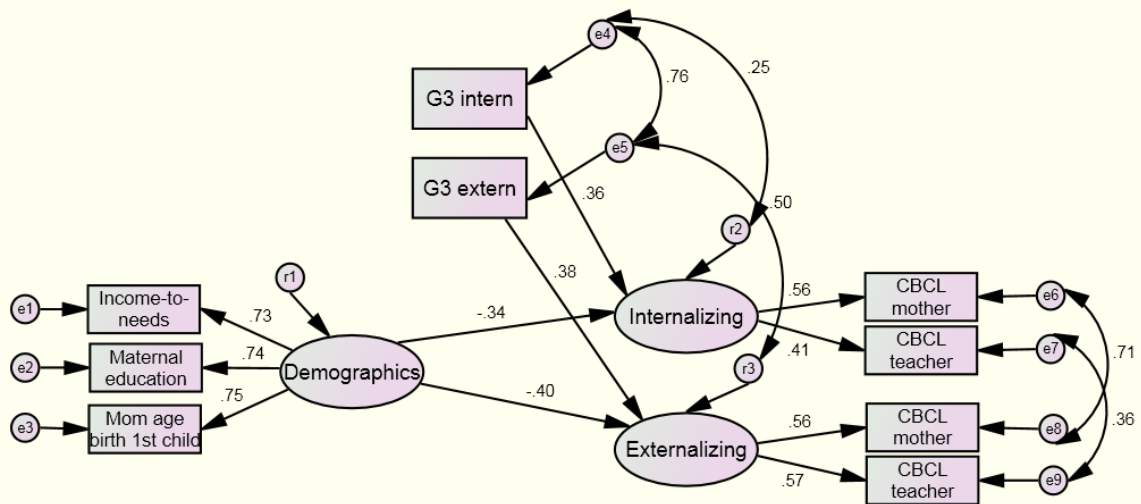 e4
.25
.76
G3 intern
e5
G3 extern
.36
.50
r2
.38
r1
e1
Income-to-
needs
.73
-.34
Internalizing
.56
CBCL
mother
e6
e2
Maternal
education
.74
Demographics
.41
CBCL
teacher
e7
.71
r3
.75
-.40
e3
Mom age
birth 1st child
.56
CBCL
mother
e8
.36
Externalizing
.57
CBCL
teacher
e9